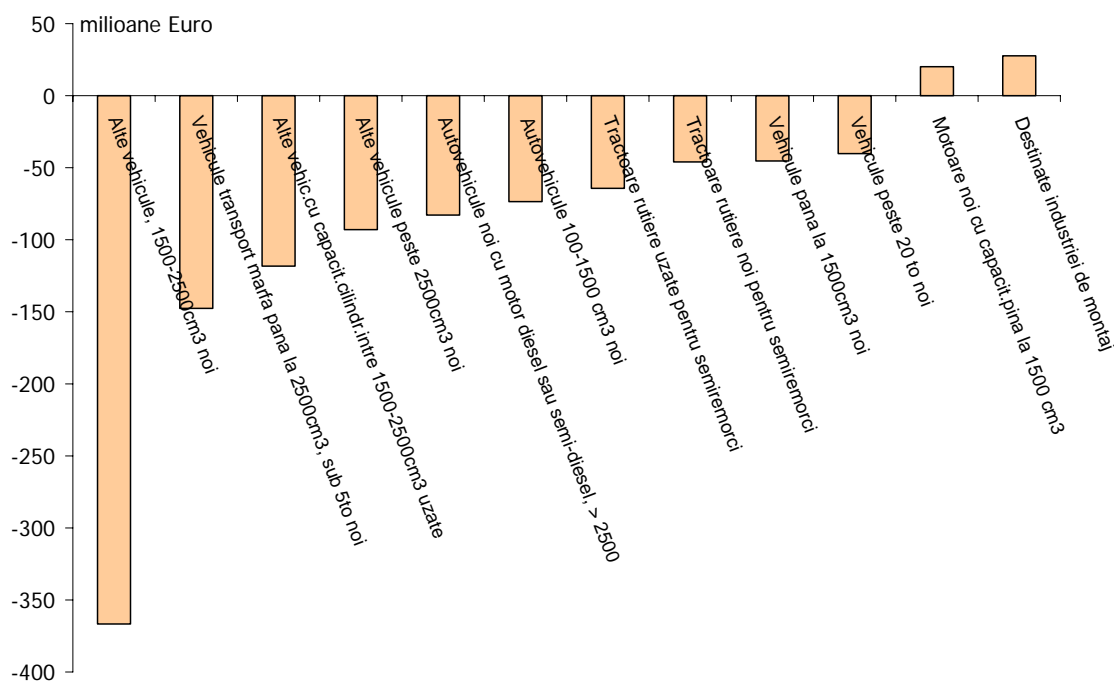 milioane Euro
50
0
-50
-100
-150
-200
-250
-300
-350
-400
Alte vehicule, 1500-2500cm3 noi
Vehicule transport marfa pana la 2500cm3, sub 5to noi
Alte vehic.cu capacit.cilindr.intre 1500-2500cm3 uzate
Alte vehicule peste 2500cm3 noi
Autovehicule noi cu motor diesel sau semi-diesel, > 2500
Autovehicule 100-1500 cm3 noi
Tractoare rutiere uzate pentru semiremorci
Tractoare rutiere noi pentru semiremorci
Vehicule pana la 1500cm3 noi
Vehicule peste 20 to noi
Motoare noi cu capacit.pina la 1500 cm3
Destinate industriei de montaj